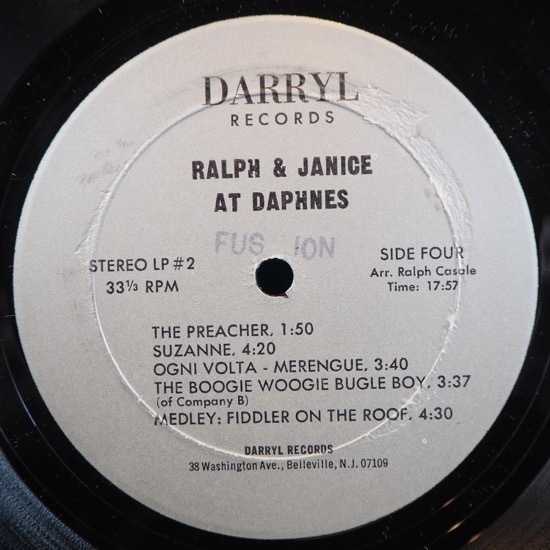 DARRYL
RECORDS
RALPH & JANICE
AT DAPHNES
FUS ION
STEREO LP #2
33⅓ RPM
SIDE FOUR
Arr. Ralph Casale
Time: 17:57
THE PREACHER, 1:50
SUZANNE, 4:20
OGNI VOLTA - MERENGUE, 3:40
THE BOOGIE WOOGIE BUGLE BOY, 3:37
(of Company B)
MEDLEY: FIDDLER ON THE ROOF, 4:30
DARRYL RECORDS
38 Washington Ave., Belleville, N.J. 07109